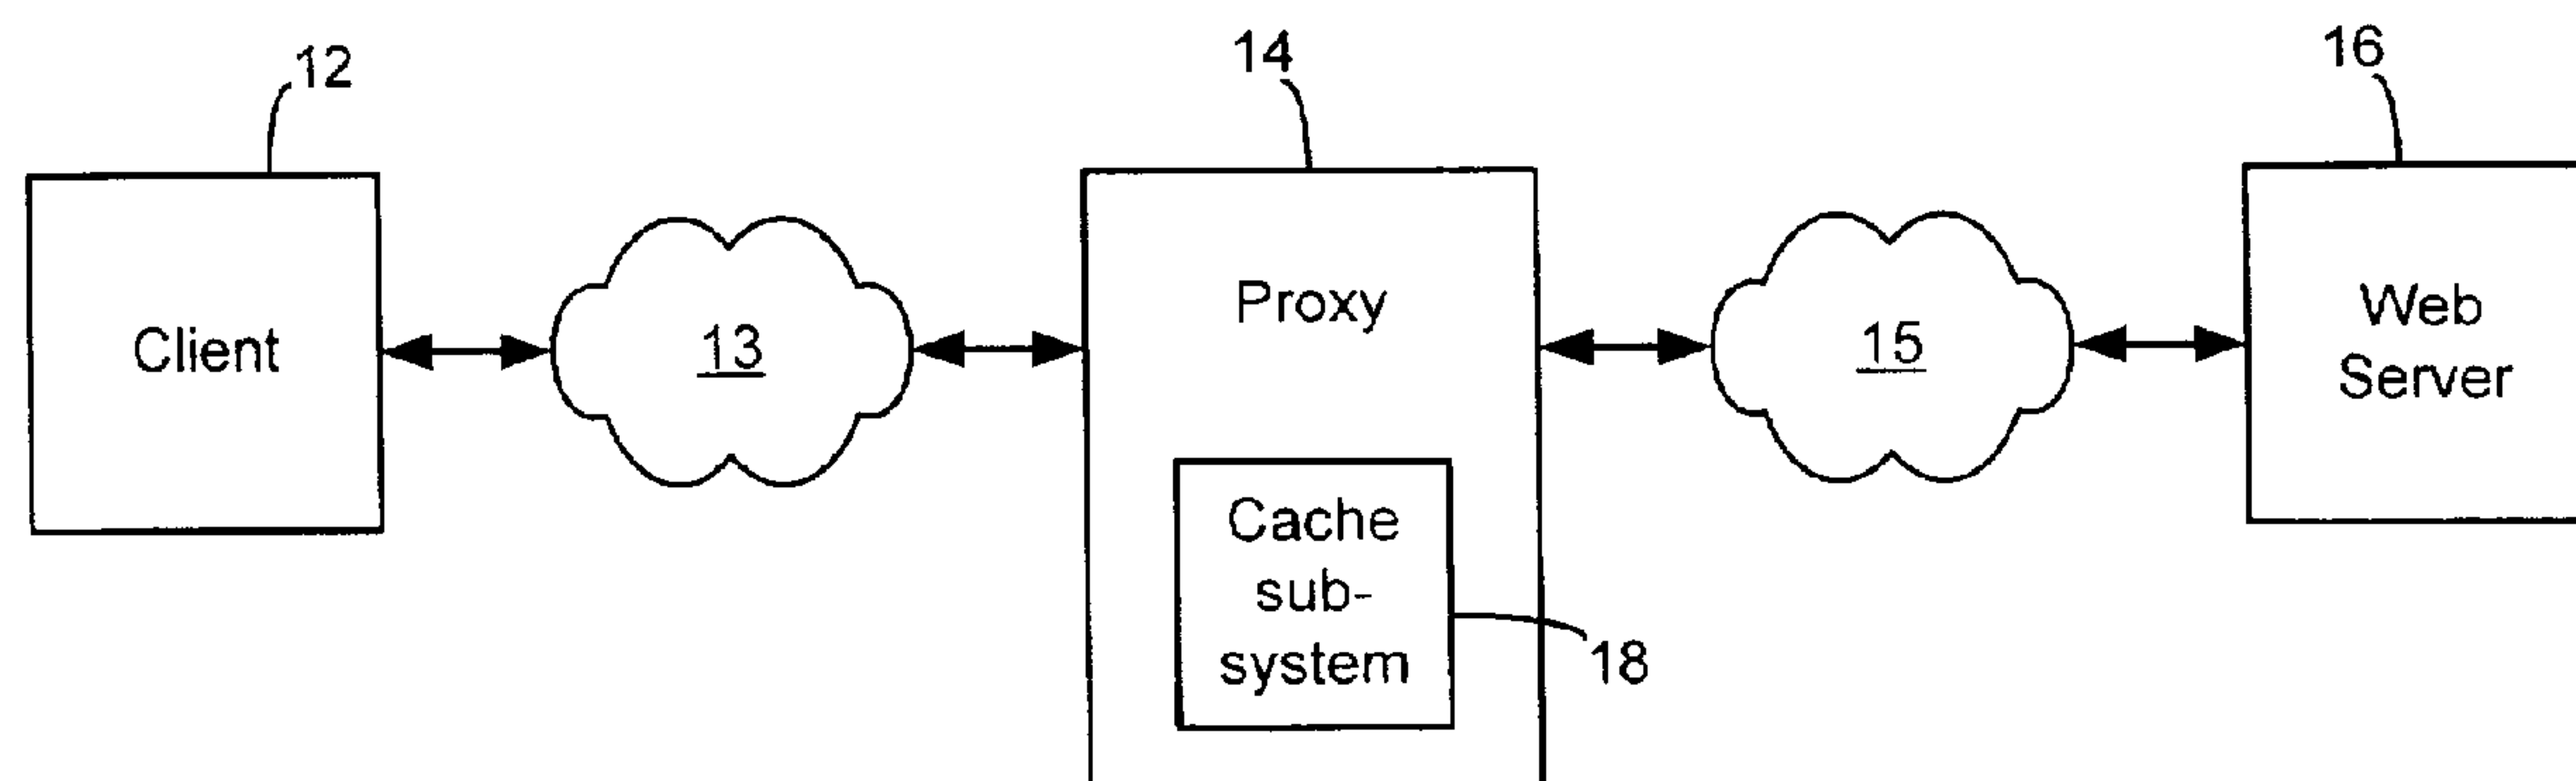 12
14
16
Client
13
Proxy
15
Web
Server
Cache
sub-
system
18